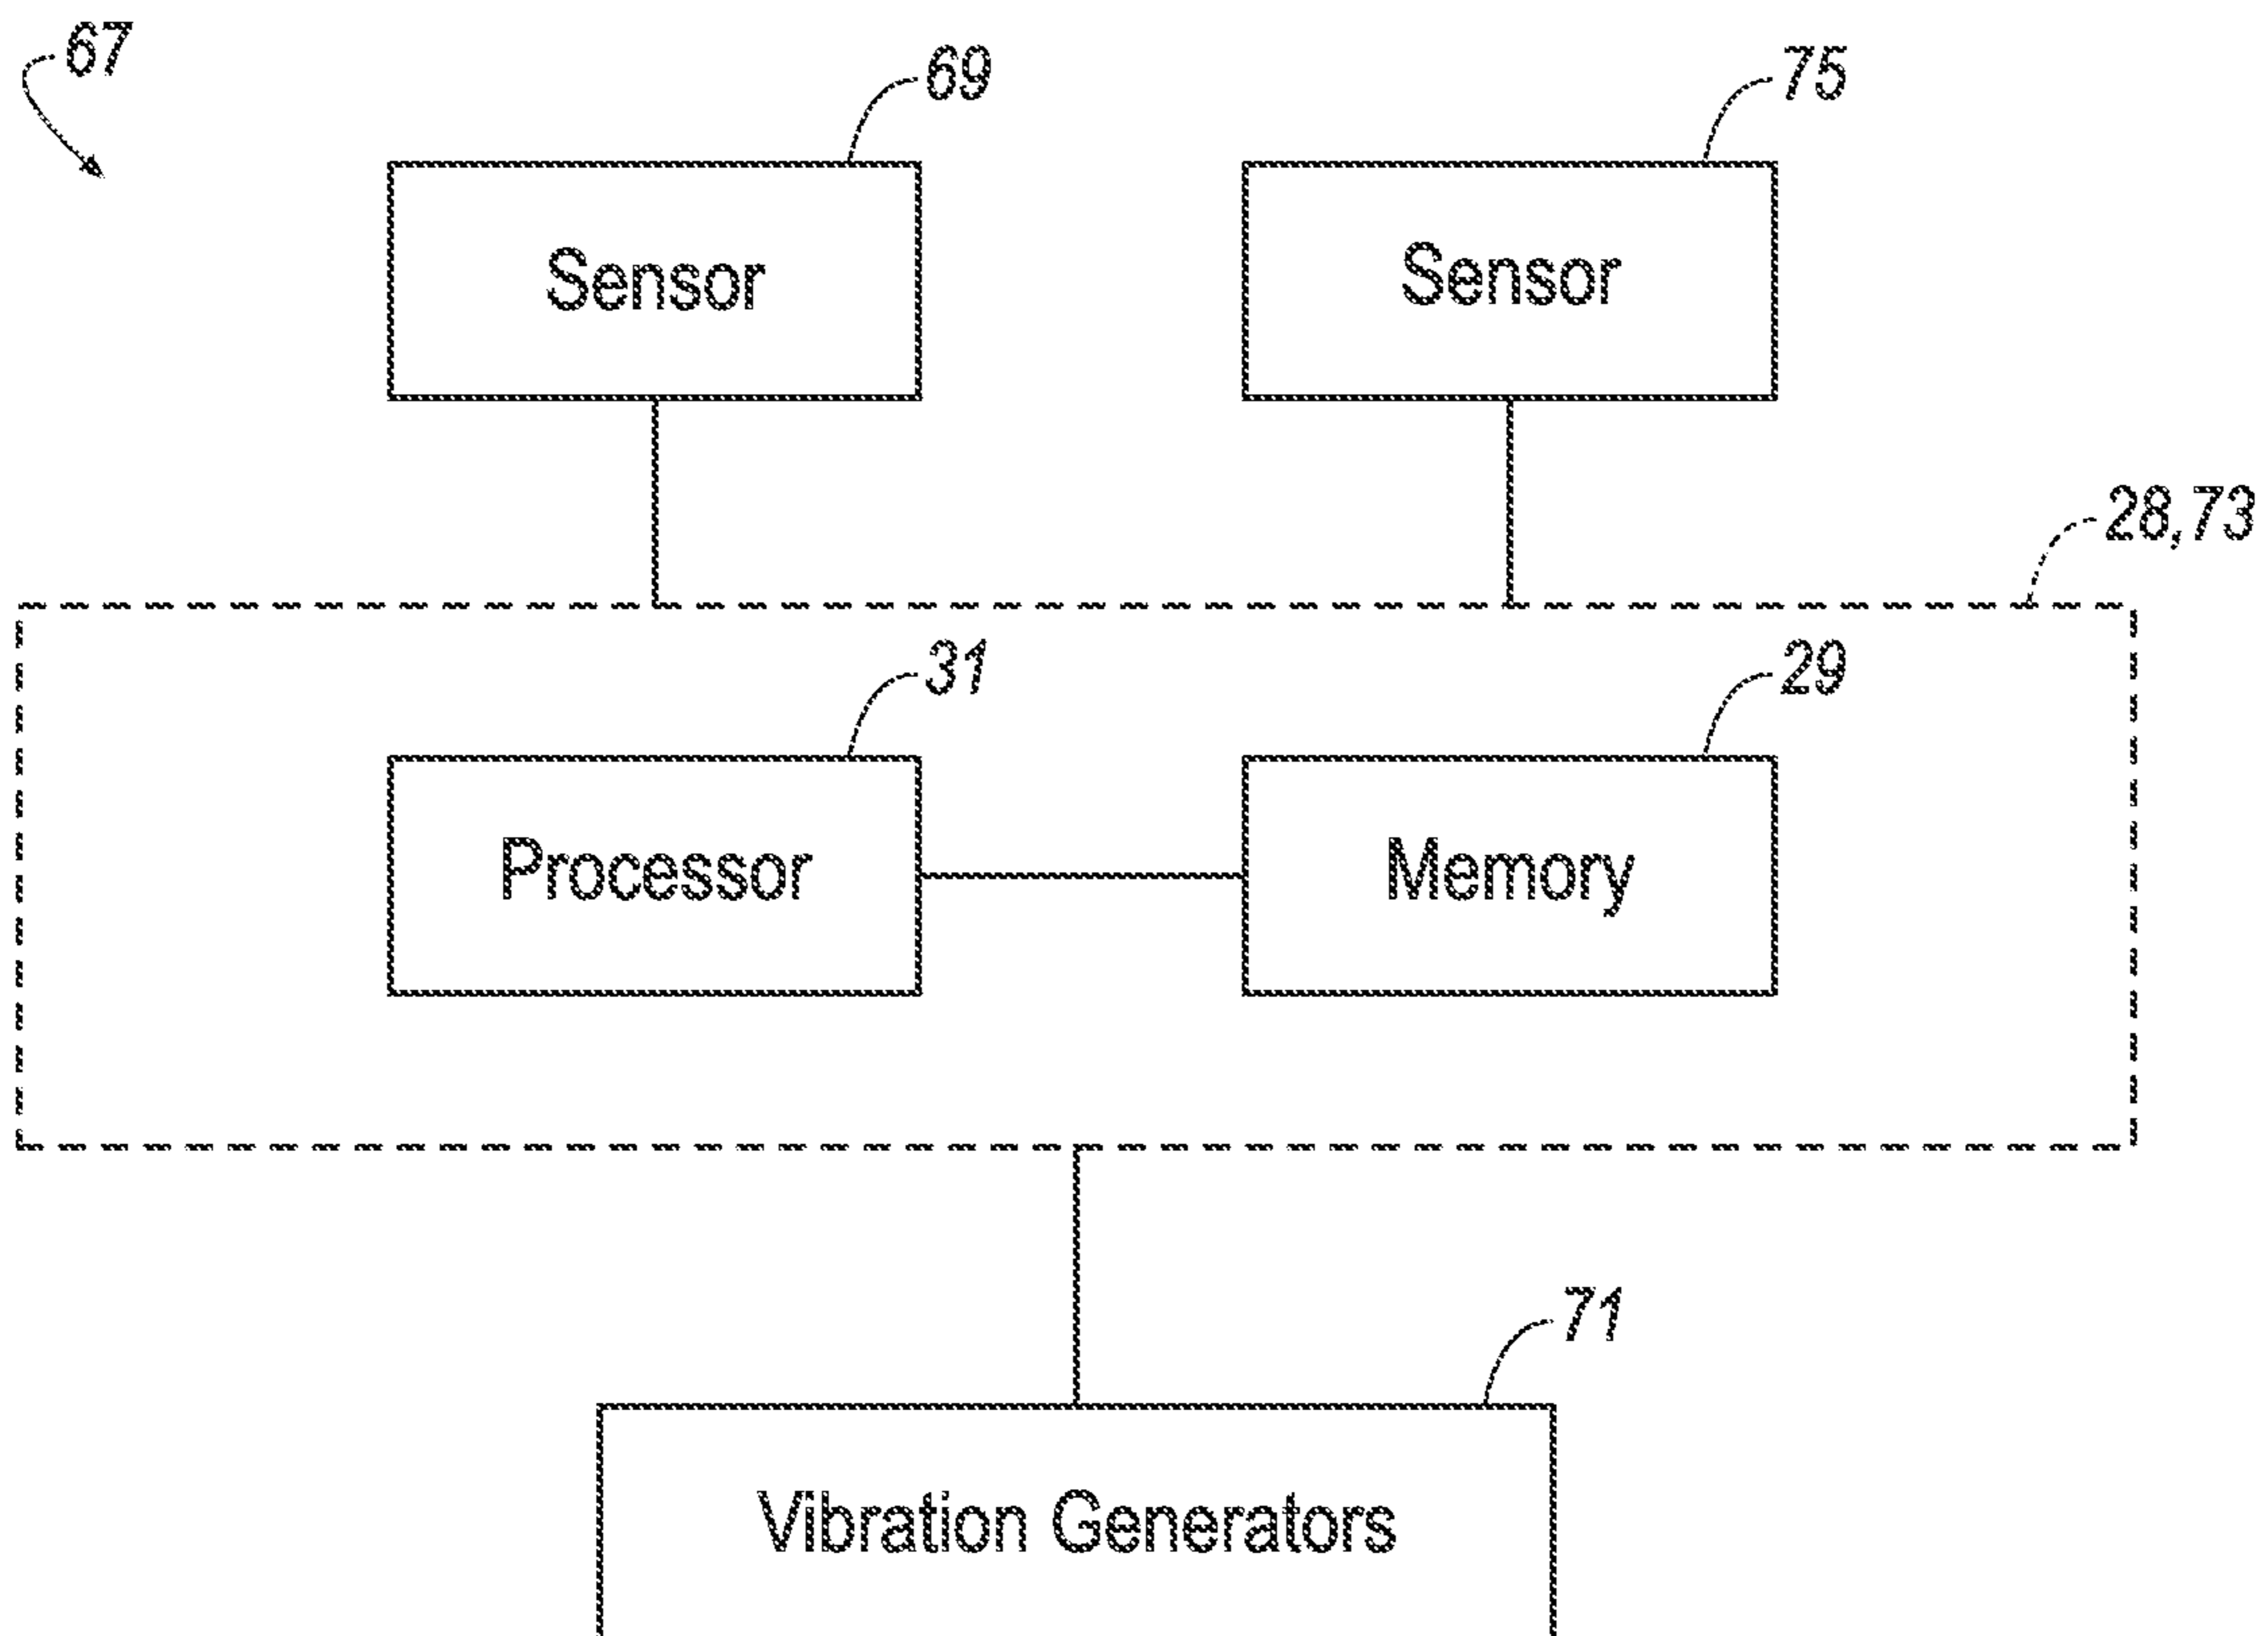 67
69
75
Sensor
Sensor
28,73
31
29
Processor
Memory
71
Vibration Generators